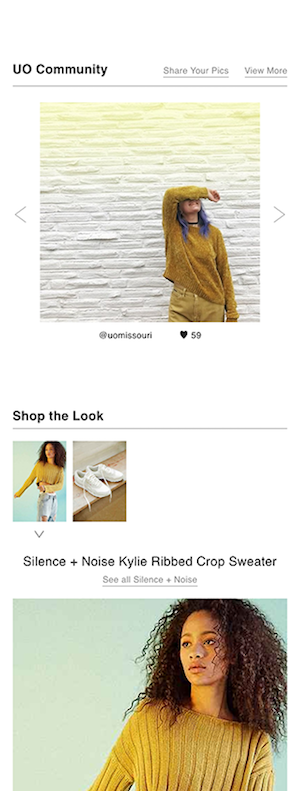 UO Community
Share Your Pics
View More
@uomissouri
59
Shop the Look
Silence + Noise Kylie Ribbed Crop Sweater
See all Silence + Noise